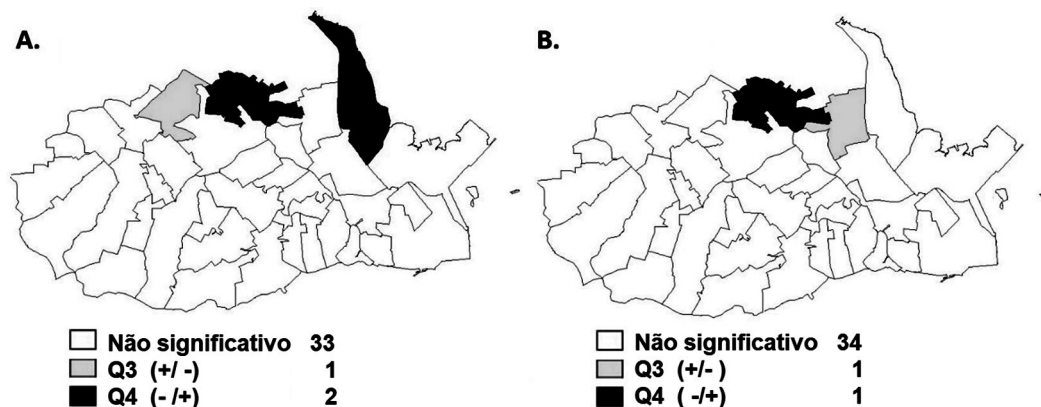 A.
B.
Não significativo 33
Q3 (+/ -) 1
Q4 (- /+) 2
Não significativo 34
Q3 (+/- ) 1
Q4 ( -/+) 1